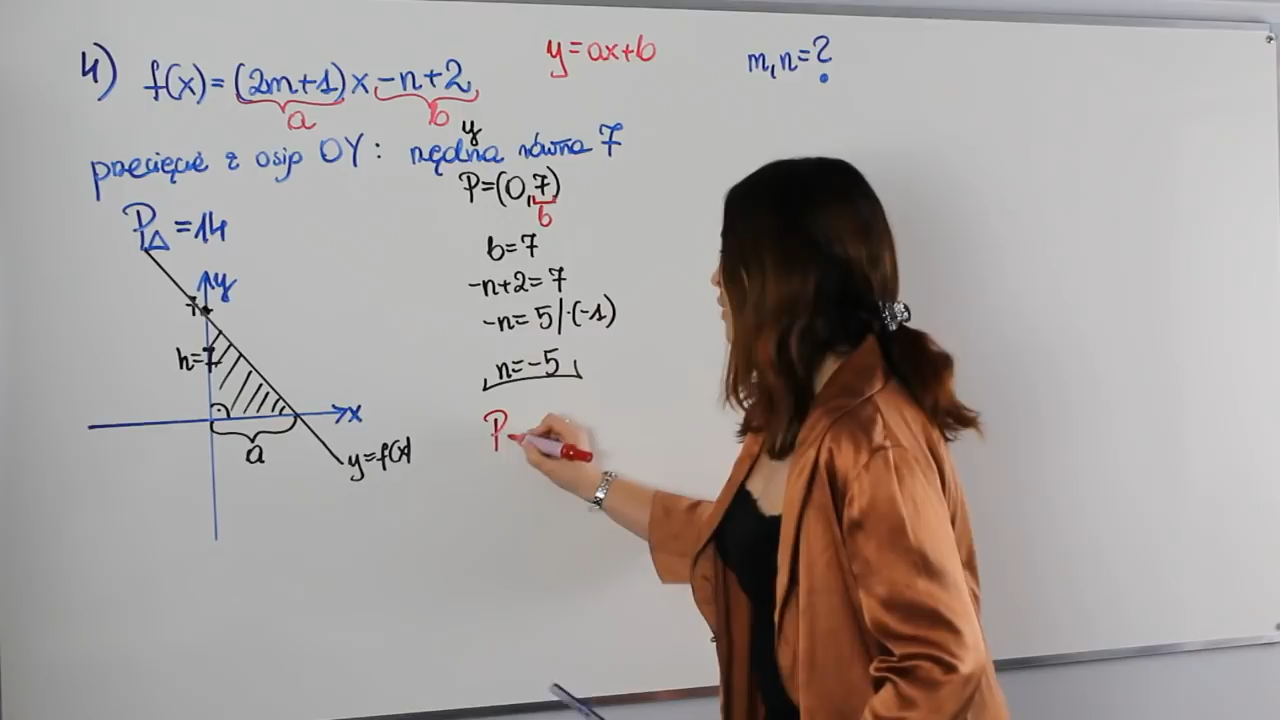 4) f(x)=(2m+1)x-n+2 y=ax+b m,n=?
a b
y
przecięcie z osią OY: rzędna równa 7
P=(0,7)
b
P△=14
b=7
y
-n+2=7
7
-n=5/·(-1)
h=7
n=-5
x
P
a
y=f(x)